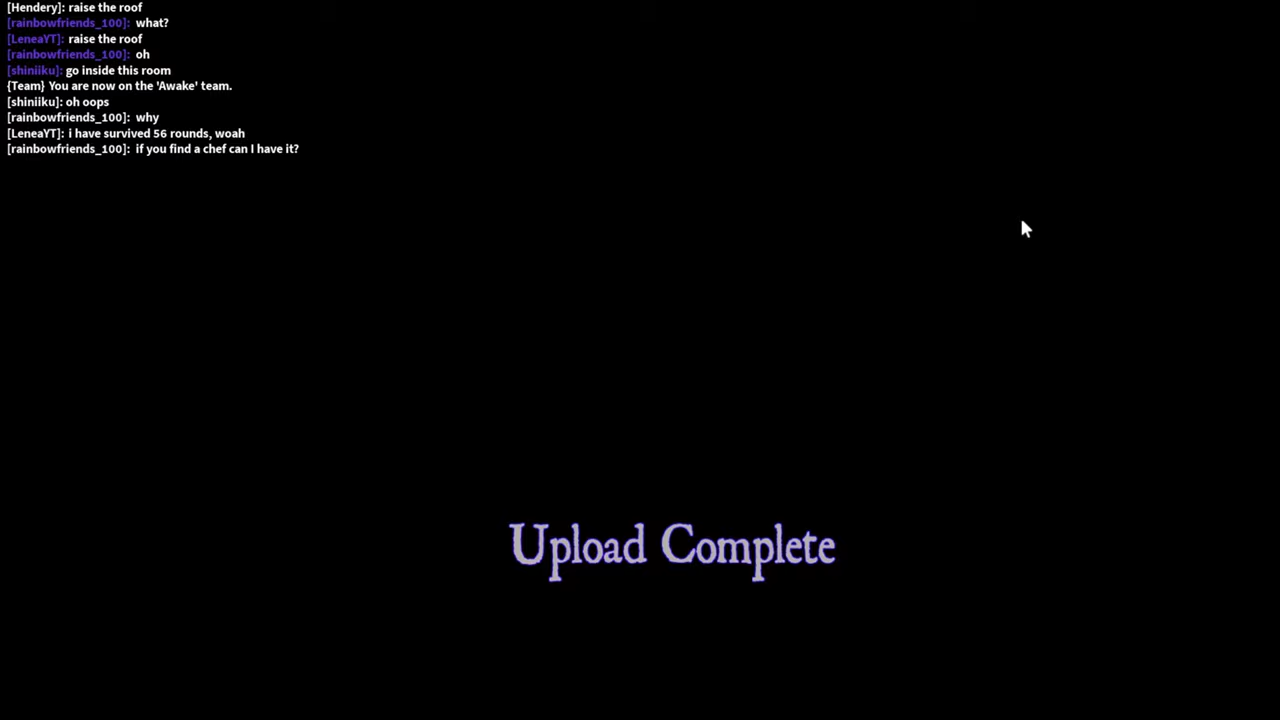 [Hendery]: raise the roof
[rainbowfriends_100]: what?
[LeneaYT]: raise the roof
[rainbowfriends_100]: oh
[shiniiku]: go inside this room
{Team} You are now on the 'Awake' team.
[shiniiku]: oh oops
[rainbowfriends_100]: why
[LeneaYT]: i have survived 56 rounds, woah
[rainbowfriends_100]: if you find a chef can I have it?
Upload Complete